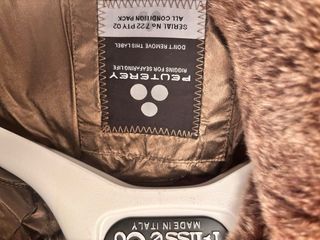 PEUTEREY
RIGGING FOR SEAFARING LIFE
DON'T REMOVE THIS LABEL
ALL CONDITION PACK
SERIAL No 722 PTY 02
MADE IN ITALY